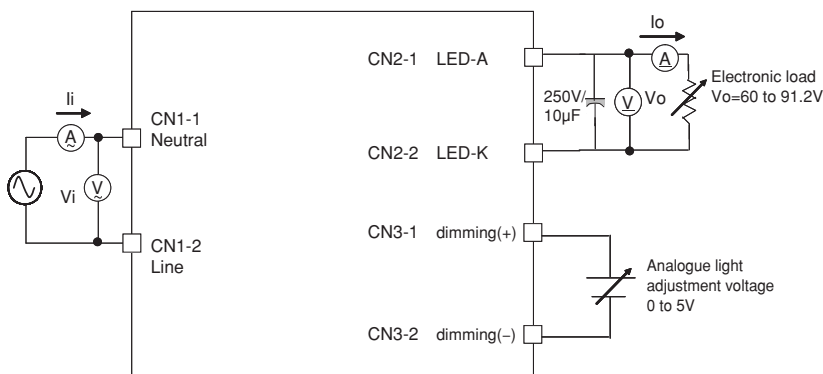 Ii
A
Vi
V
CN1-1
Neutral
CN1-2
Line
CN2-1 LED-A
CN2-2 LED-K
CN3-1 dimming(+)
CN3-2 dimming(−)
Io
A
250V/
10µF
V
Vo
Electronic load
Vo=60 to 91.2V
Analogue light
adjustment voltage
0 to 5V